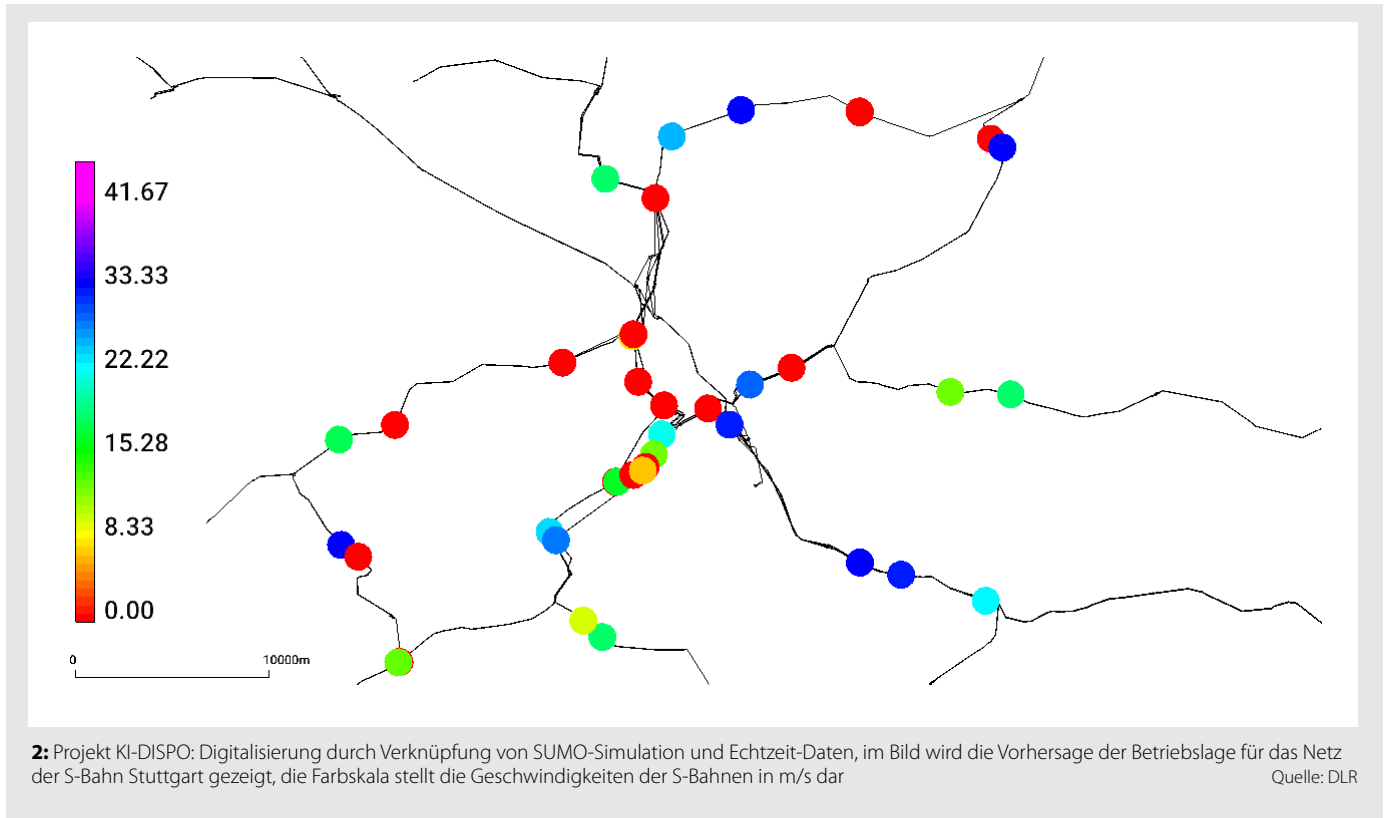 41.67
33.33
22.22
15.28
8.33
0.00
0 10000m
2: Projekt KI-DISPO: Digitalisierung durch Verknüpfung von SUMO-Simulation und Echtzeit-Daten, im Bild wird die Vorhersage der Betriebslage für das Netz
der S-Bahn Stuttgart gezeigt, die Farbskala stellt die Geschwindigkeiten der S-Bahnen in m/s dar Quelle: DLR